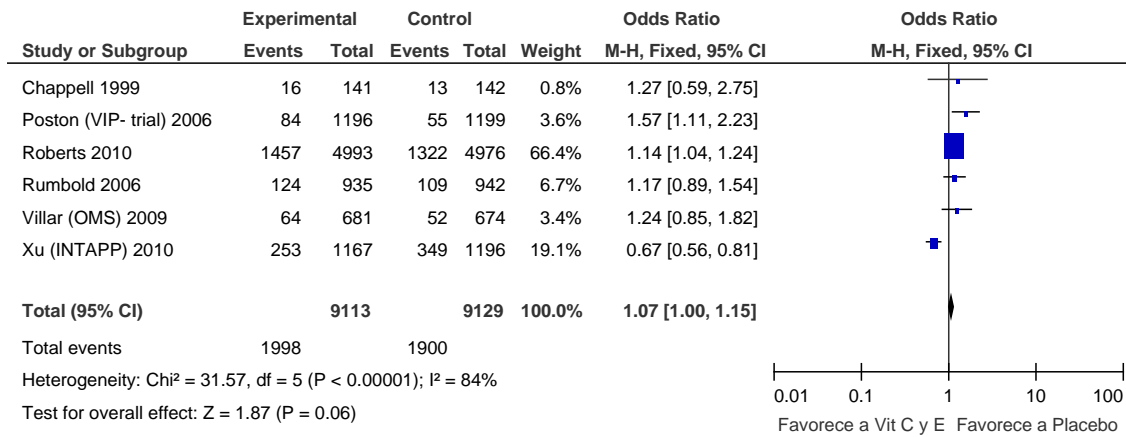 Experimental Control Odds Ratio Odds Ratio
Study or Subgroup Events Total Events Total Weight M-H, Fixed, 95% CI M-H, Fixed, 95% CI
Chappell 1999 16 141 13 142 0.8% 1.27 [0.59, 2.75]
Poston (VIP- trial) 2006 84 1196 55 1199 3.6% 1.57 [1.11, 2.23]
Roberts 2010 1457 4993 1322 4976 66.4% 1.14 [1.04, 1.24]
Rumbold 2006 124 935 109 942 6.7% 1.17 [0.89, 1.54]
Villar (OMS) 2009 64 681 52 674 3.4% 1.24 [0.85, 1.82]
Xu (INTAPP) 2010 253 1167 349 1196 19.1% 0.67 [0.56, 0.81]
Total (95% CI) 9113 9129 100.0% 1.07 [1.00, 1.15]
Total events 1998 1900
Heterogeneity: Chi² = 31.57, df = 5 (P < 0.00001); I² = 84%
Test for overall effect: Z = 1.87 (P = 0.06)
0.01 0.1 1 10 100
Favorece a Vit C y E Favorece a Placebo